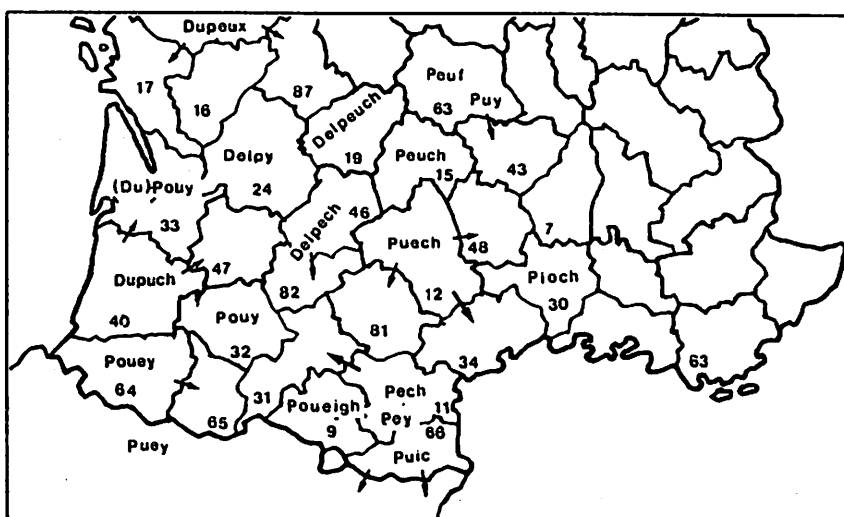 Dupeux
17
16
87
Peuf
63
Puy
Delpeuch
19
Delpy
24
Peuch
15
43
(Du)Pouy
33
46
Delpech
82
Puech
12
48
7
47
Dupuch
40
Ploch
30
Pouy
32
81
34
63
Pouey
64
65
31
Poueigh
9
Pech
11
Pey
66
Puey
Puic